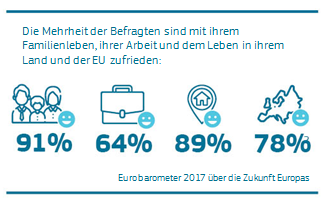 Die Mehrheit der Befragten sind mit ihrem
Familienleben, ihrer Arbeit und dem Leben in ihrem
Land und der EU zufrieden:
91% 64% 89% 78%
Eurobarometer 2017 über die Zukunft Europas